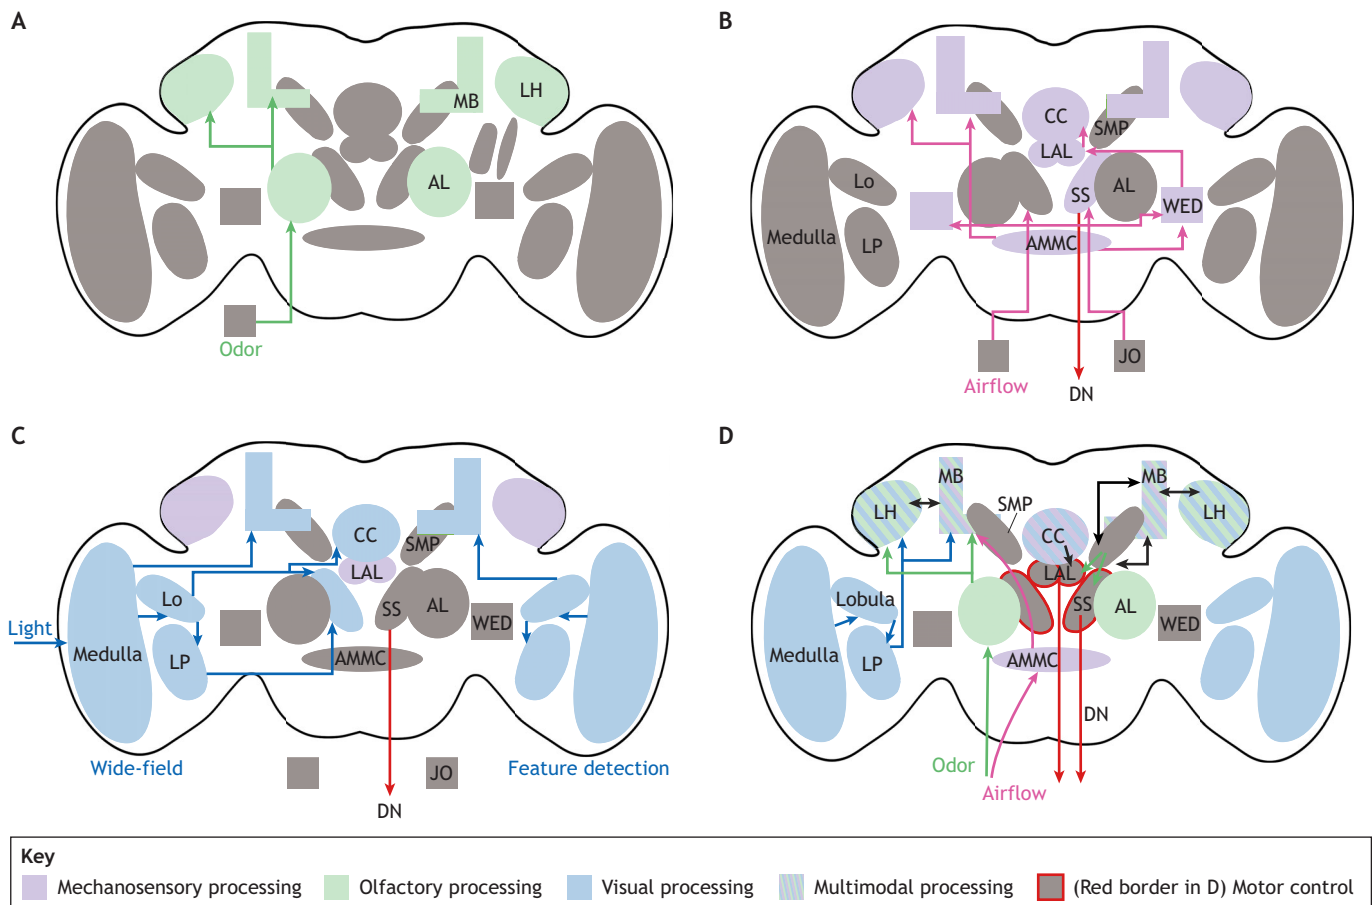 A
MB
LH
AL
Odor
B
CC
SMP
LAL
Lo
SS
AL
WED
Medulla
LP
AMMC
JO
Airflow
DN
C
CC
SMP
LAL
Lo
SS
AL
WED
Light
Medulla
LP
AMMC
Wide-field
JO
Feature detection
DN
D
MB
MB
SMP
LH
LH
CC
LAL
Lobula
SS
AL
WED
Medulla
LP
AMMC
DN
Odor
Airflow
Key
Mechanosensory processing
Olfactory processing
Visual processing
Multimodal processing
(Red border in D) Motor control